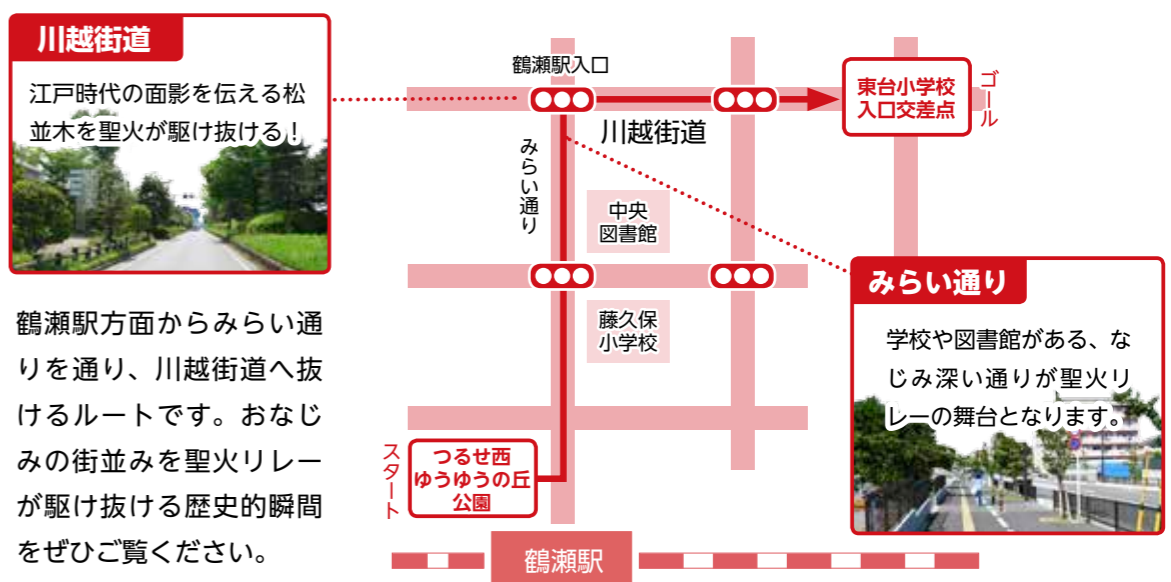 川越街道
江戸時代の面影を伝える松
並木を聖火が駆け抜ける！
鶴瀬駅方面からみらい通
りを通り、川越街道へ抜
けるルートです。おなじ
みの街並みを聖火リレー
が駆け抜ける歴史的瞬間
をぜひご覧ください。
鶴瀬駅入口
川越街道
みらい通り
東台小学校
入口交差点
ゴール
中央
図書館
藤久保
小学校
スタート
つるせ西
ゆうゆうの丘
公園
鶴瀬駅
みらい通り
学校や図書館がある、な
じみ深い通りが聖火リ
レーの舞台となります。